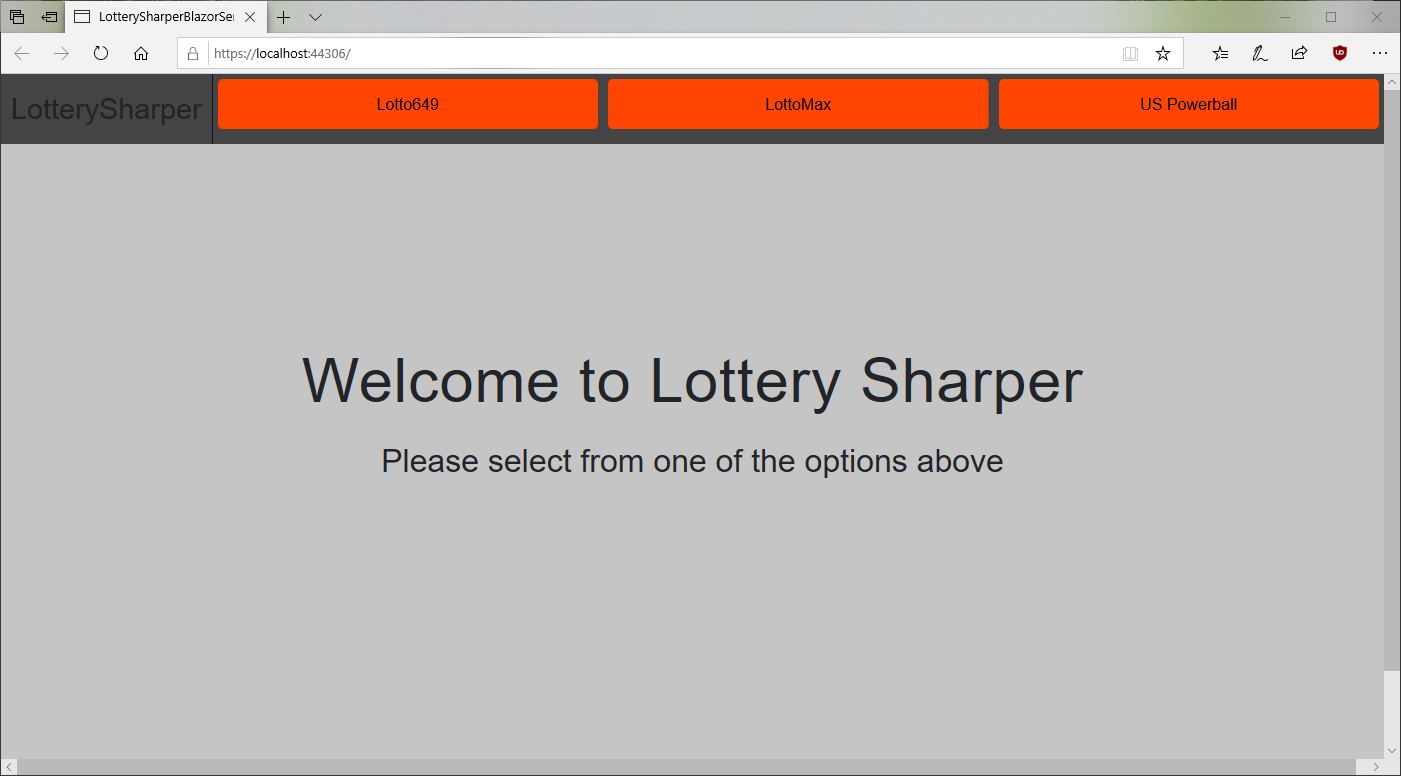 LotterySharperBlazorSer
https://localhost:44306/
UD
LotterySharper
Lotto649
LottoMax
US Powerball
Welcome to Lottery Sharper
Please select from one of the options above